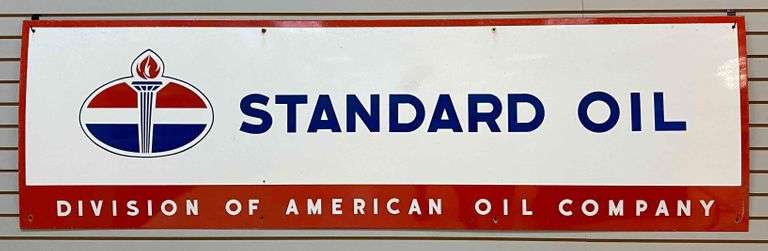 STANDARD OIL
DIVISION OF AMERICAN OIL COMPANY